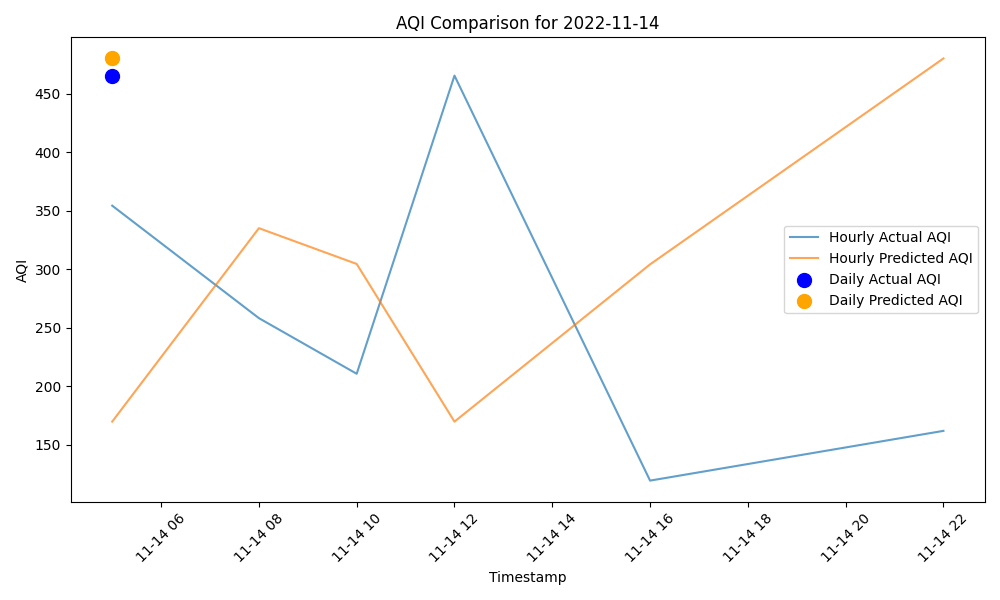 AQI Comparison for 2022-11-14
AQI
450
400
350
300
250
200
150
Hourly Actual AQI
Hourly Predicted AQI
Daily Actual AQI
Daily Predicted AQI
11-14 06
11-14 08
11-14 10
11-14 12
11-14 14
11-14 16
11-14 18
11-14 20
11-14 22
Timestamp